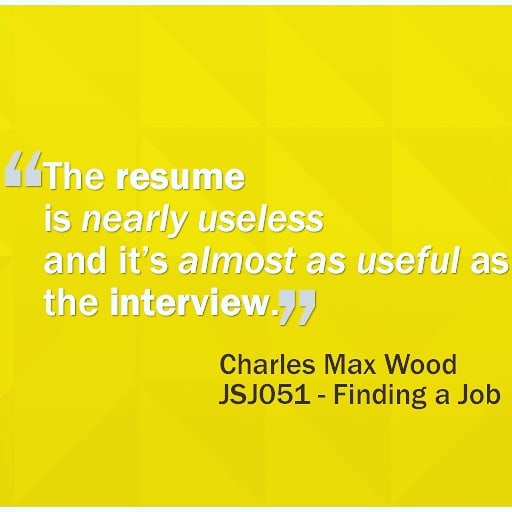 “The resume
is nearly useless
and it’s almost as useful as
the interview.”
Charles Max Wood
JSJ051 - Finding a Job